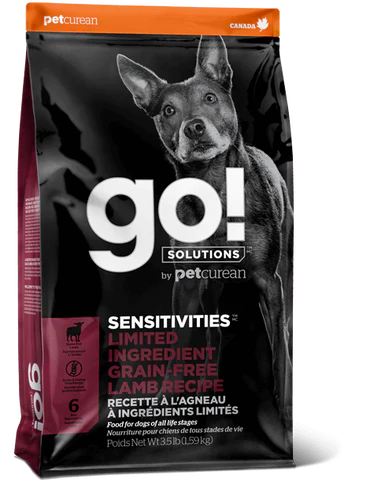 petcurean
CANADA
go!
SOLUTIONS
by petcurean
SENSITIVITIES
LIMITED
INGREDIENT
GRAIN-FREE
LAMB RECIPE
RECETTE À L'AGNEAU
À INGRÉDIENTS LIMITÉS
Food for dogs of all life stages
Nourriture pour chiens de tous stades de vie
Poids Net Wt 3.5 lb (1,59 kg)
6
go!